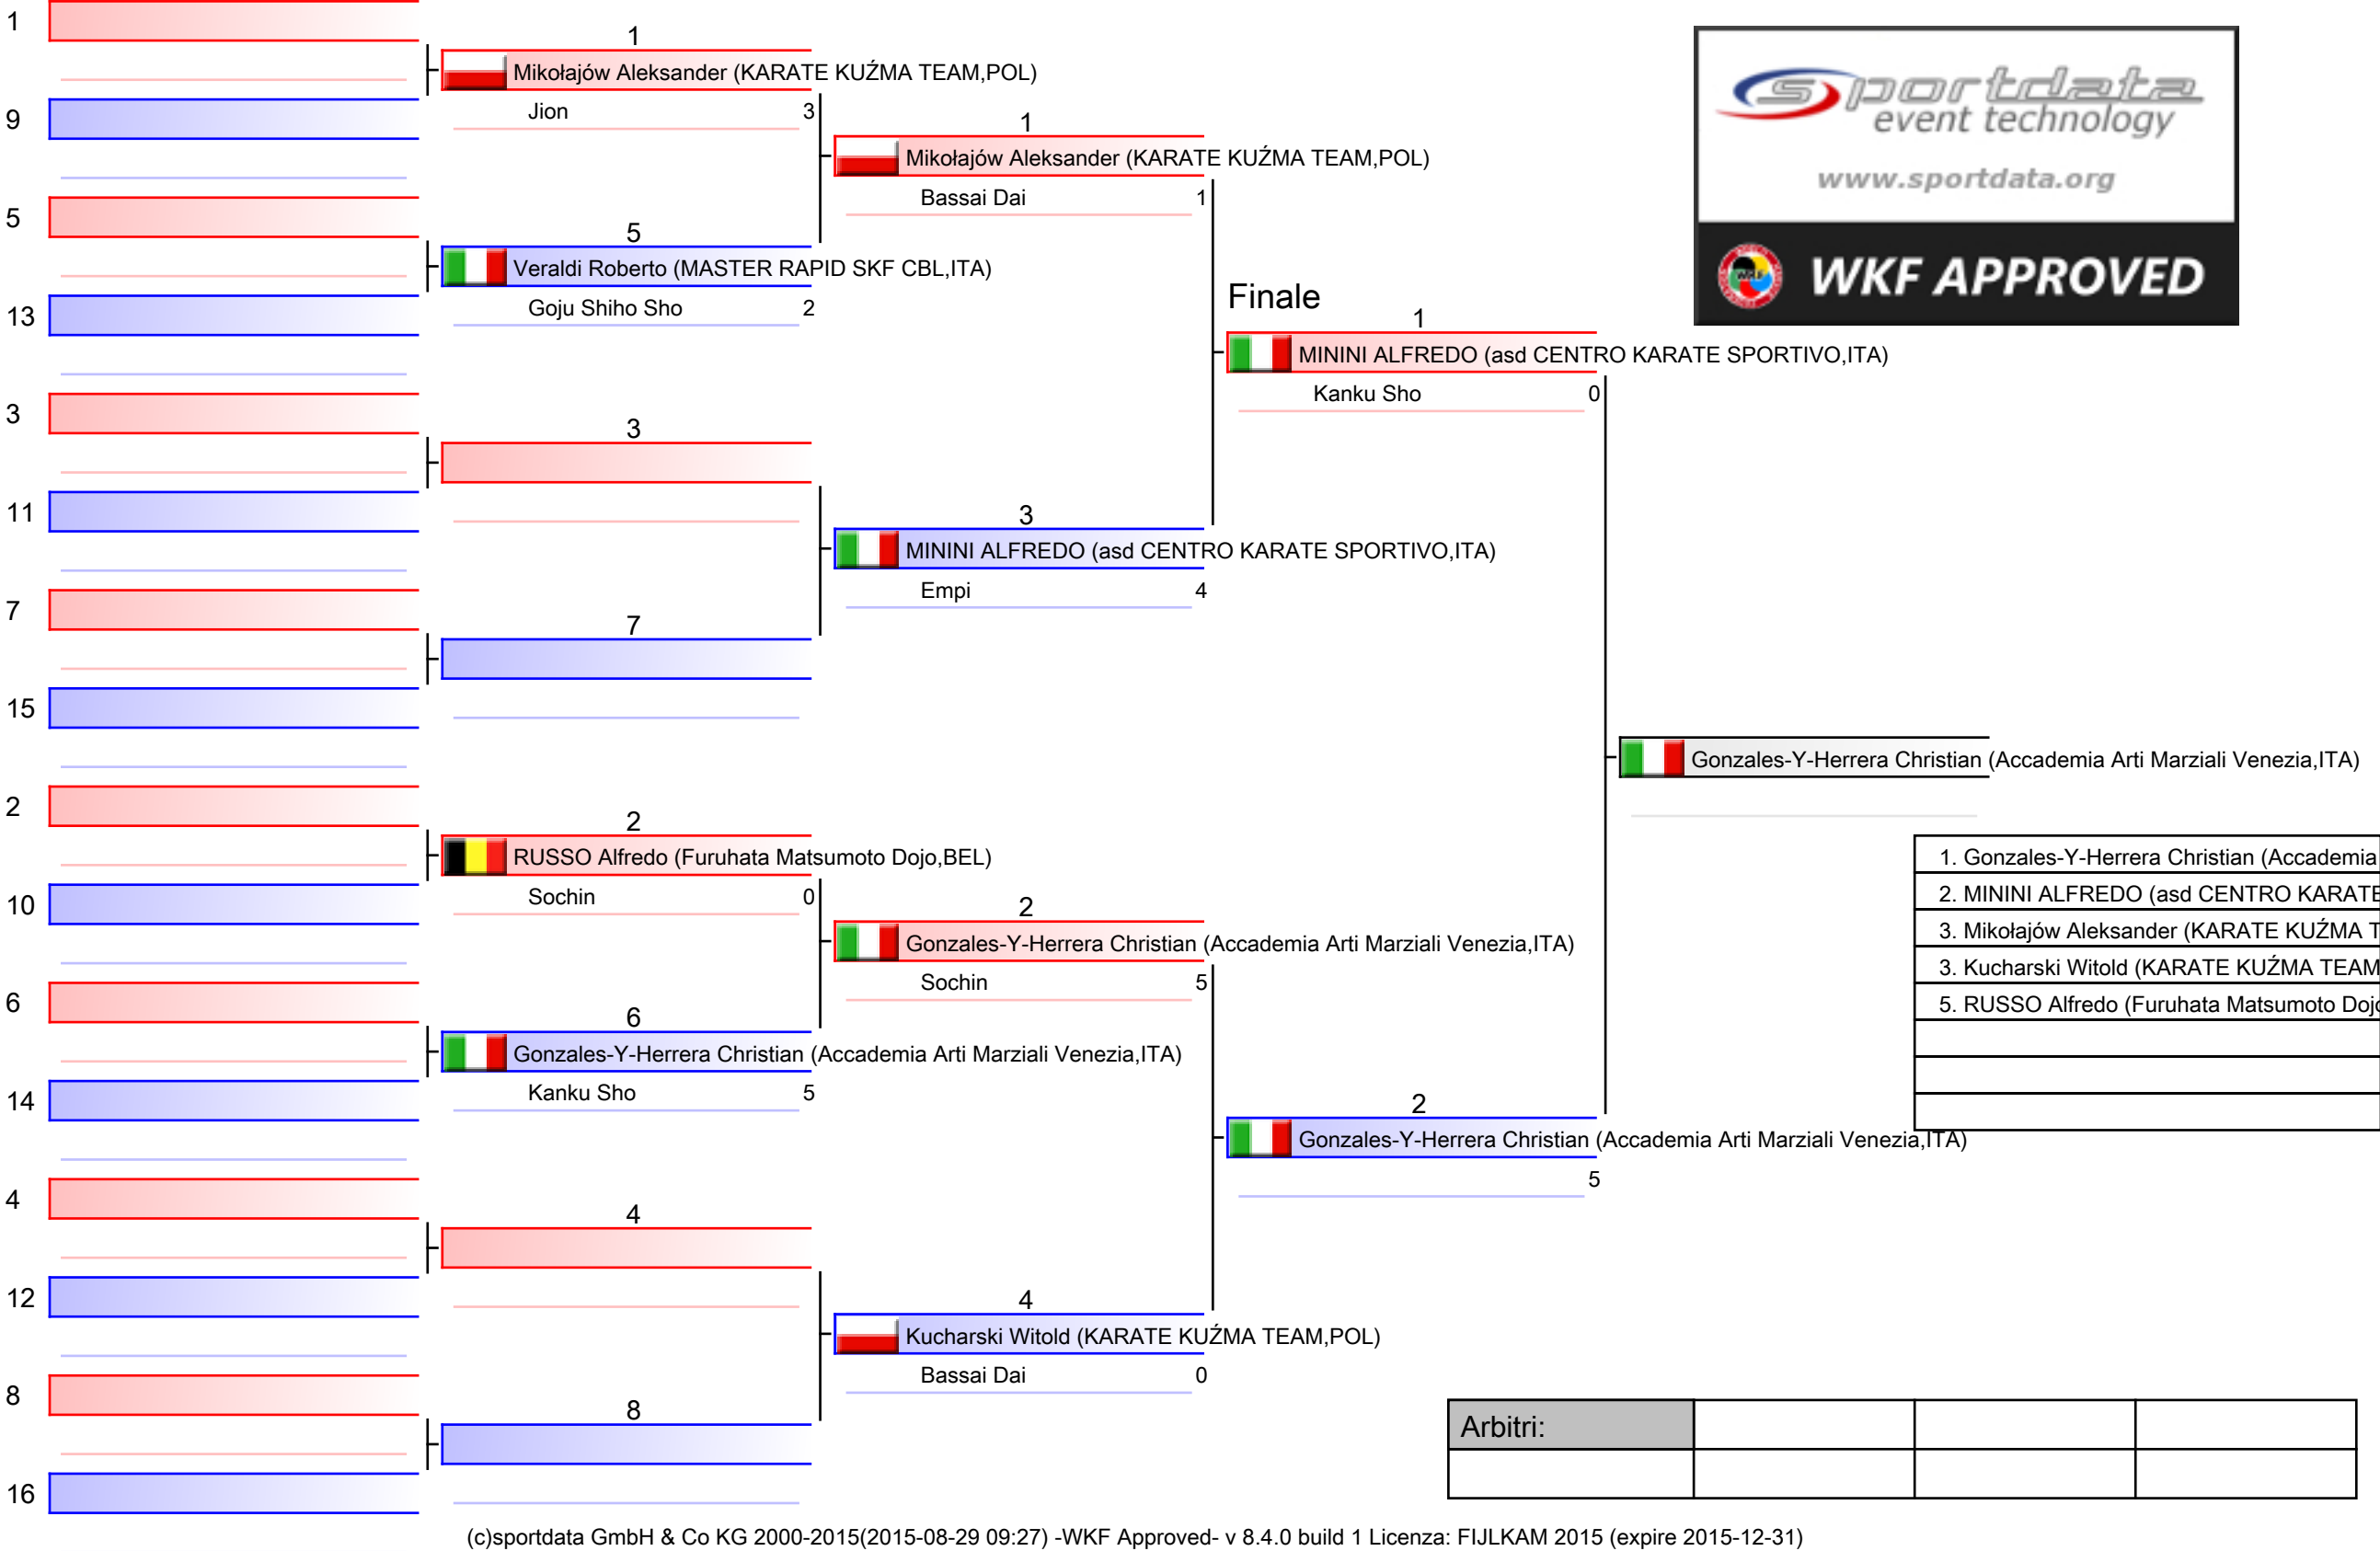 1
9
5
13
3
11
7
15
2
10
6
14
4
12
8
16
1
Mikołajów Aleksander (KARATE KUŹMA TEAM,POL)
Jion 3
5
Veraldi Roberto (MASTER RAPID SKF CBL,ITA)
Goju Shiho Sho 2
3
7
2
RUSSO Alfredo (Furuhata Matsumoto Dojo,BEL)
Sochin 0
6
Gonzales-Y-Herrera Christian (Accademia Arti Marziali Venezia,ITA)
Kanku Sho 5
4
8
1
Mikołajów Aleksander (KARATE KUŹMA TEAM,POL)
Bassai Dai 1
3
MININI ALFREDO (asd CENTRO KARATE SPORTIVO,ITA)
Empi 4
2
Gonzales-Y-Herrera Christian (Accademia Arti Marziali Venezia,ITA)
Sochin 5
4
Kucharski Witold (KARATE KUŹMA TEAM,POL)
Bassai Dai 0
Finale
1
MININI ALFREDO (asd CENTRO KARATE SPORTIVO,ITA)
Kanku Sho 0
2
Gonzales-Y-Herrera Christian (Accademia Arti Marziali Venezia,ITA)
5
Gonzales-Y-Herrera Christian (Accademia Arti Marziali Venezia,ITA)
sportdata
event technology
www.sportdata.org
WKF
WKF APPROVED
1. Gonzales-Y-Herrera Christian (Accademia
2. MININI ALFREDO (asd CENTRO KARATE
3. Mikołajów Aleksander (KARATE KUŹMA T
3. Kucharski Witold (KARATE KUŹMA TEAM
5. RUSSO Alfredo (Furuhata Matsumoto Dojo
Arbitri:
(c)sportdata GmbH & Co KG 2000-2015(2015-08-29 09:27) -WKF Approved- v 8.4.0 build 1 Licenza: FIJLKAM 2015 (expire 2015-12-31)